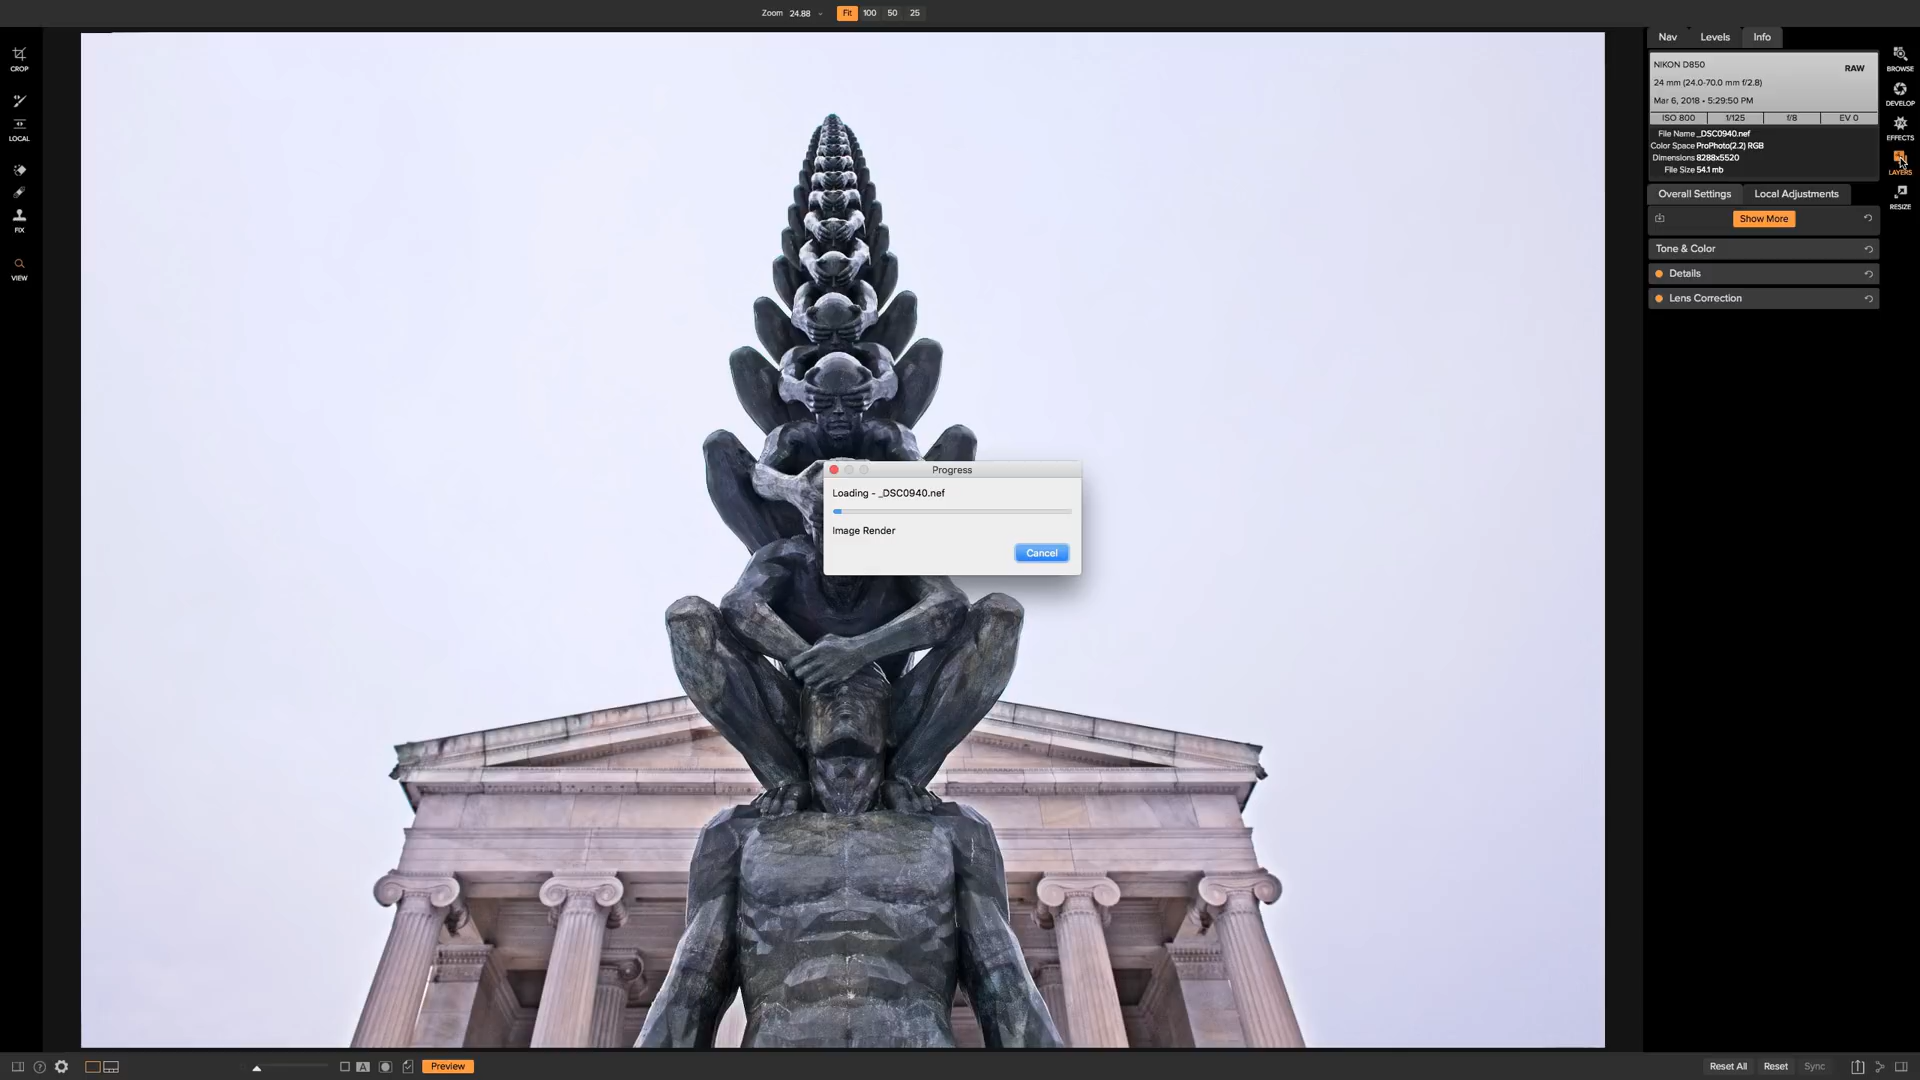 Zoom 24.88 Fit 100 50 25
CROP
LOCAL
FIX
VIEW
Nav Levels Info
NIKON D850 RAW
24 mm (24.0-70.0 mm f/2.8)
Mar 6, 2018 • 5:29:50 PM
ISO 800 1/125 f/8 EV 0
File Name _DSC0940.nef
Color Space ProPhoto(2.2) RGB
Dimensions 8288x5520
File Size 54.1 mb
Overall Settings Local Adjustments
Show More
Tone & Color
Details
Lens Correction
BROWSE
DEVELOP
EFFECTS
LAYERS
RESIZE
Progress
Loading - _DSC0940.nef
Image Render
Cancel
? A Preview Reset All Reset Sync